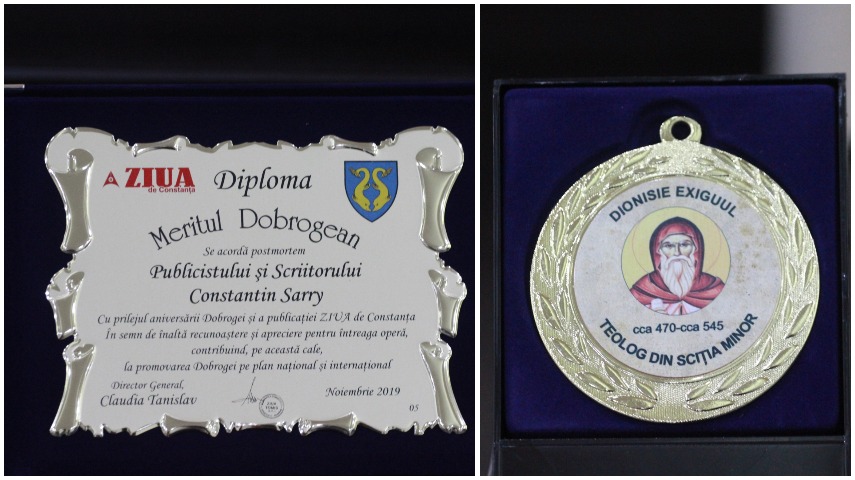 ZIUA
de Constanța
Diploma
Meritul Dobrogean
Se acordă postmortem
Publicistului și Scriitorului
Constantin Sarry
Cu prilejul aniversării Dobrogei și a publicației ZIUA de Constanța
În semn de înaltă recunoaștere și apreciere pentru întreaga operă,
contribuind, pe această cale,
la promovarea Dobrogei pe plan național și internațional
Director General,
Claudia Tanislav
Noiembrie 2019
05
DIONISIE EXIGUUL
cca 470-cca 545
TEOLOG DIN SCIȚIA MINOR